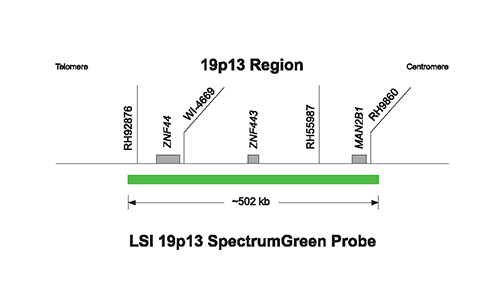 19p13 Region
Telomere
Centromere
RH92876
ZNF44
WI-4669
ZNF443
RH55987
MAN2B1
RH9860
~502 kb
LSI 19p13 SpectrumGreen Probe